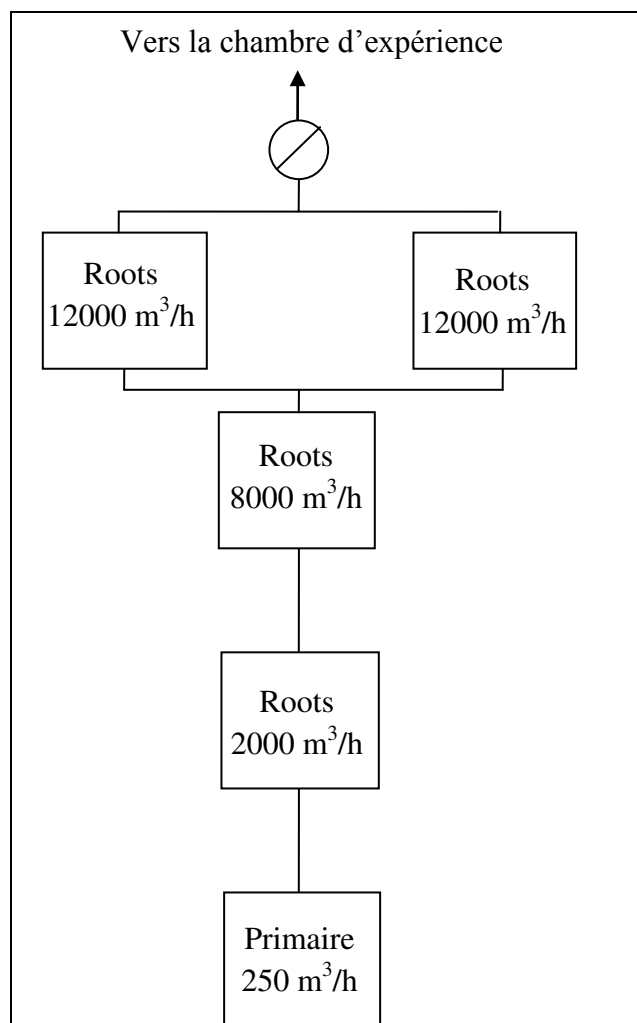 Vers la chambre d’expérience
Roots
12000 m³/h
Roots
12000 m³/h
Roots
8000 m³/h
Roots
2000 m³/h
Primaire
250 m³/h